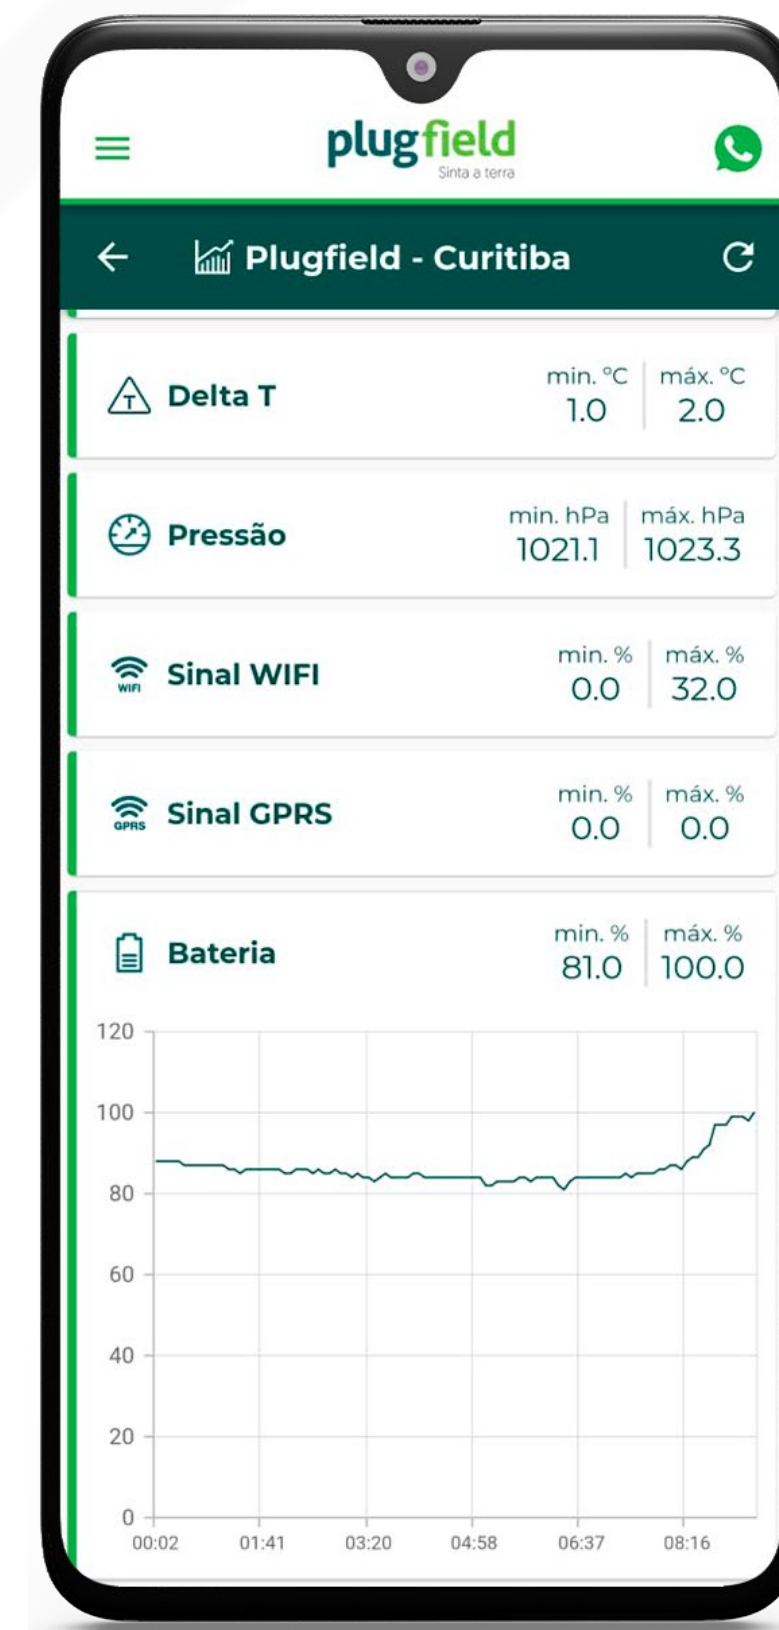 plugfield
Sinta a terra
Plugfield - Curitiba
T
Delta T
min. ºC
máx. ºC
1.0
2.0
Pressão
min. hPa
máx. hPa
1021.1
1023.3
WIFI
Sinal WIFI
min. %
máx. %
0.0
32.0
GPRS
Sinal GPRS
min. %
máx. %
0.0
0.0
Bateria
min. %
máx. %
81.0
100.0
120
100
80
60
40
20
0
00:02 01:41 03:20 04:58 06:37 08:16